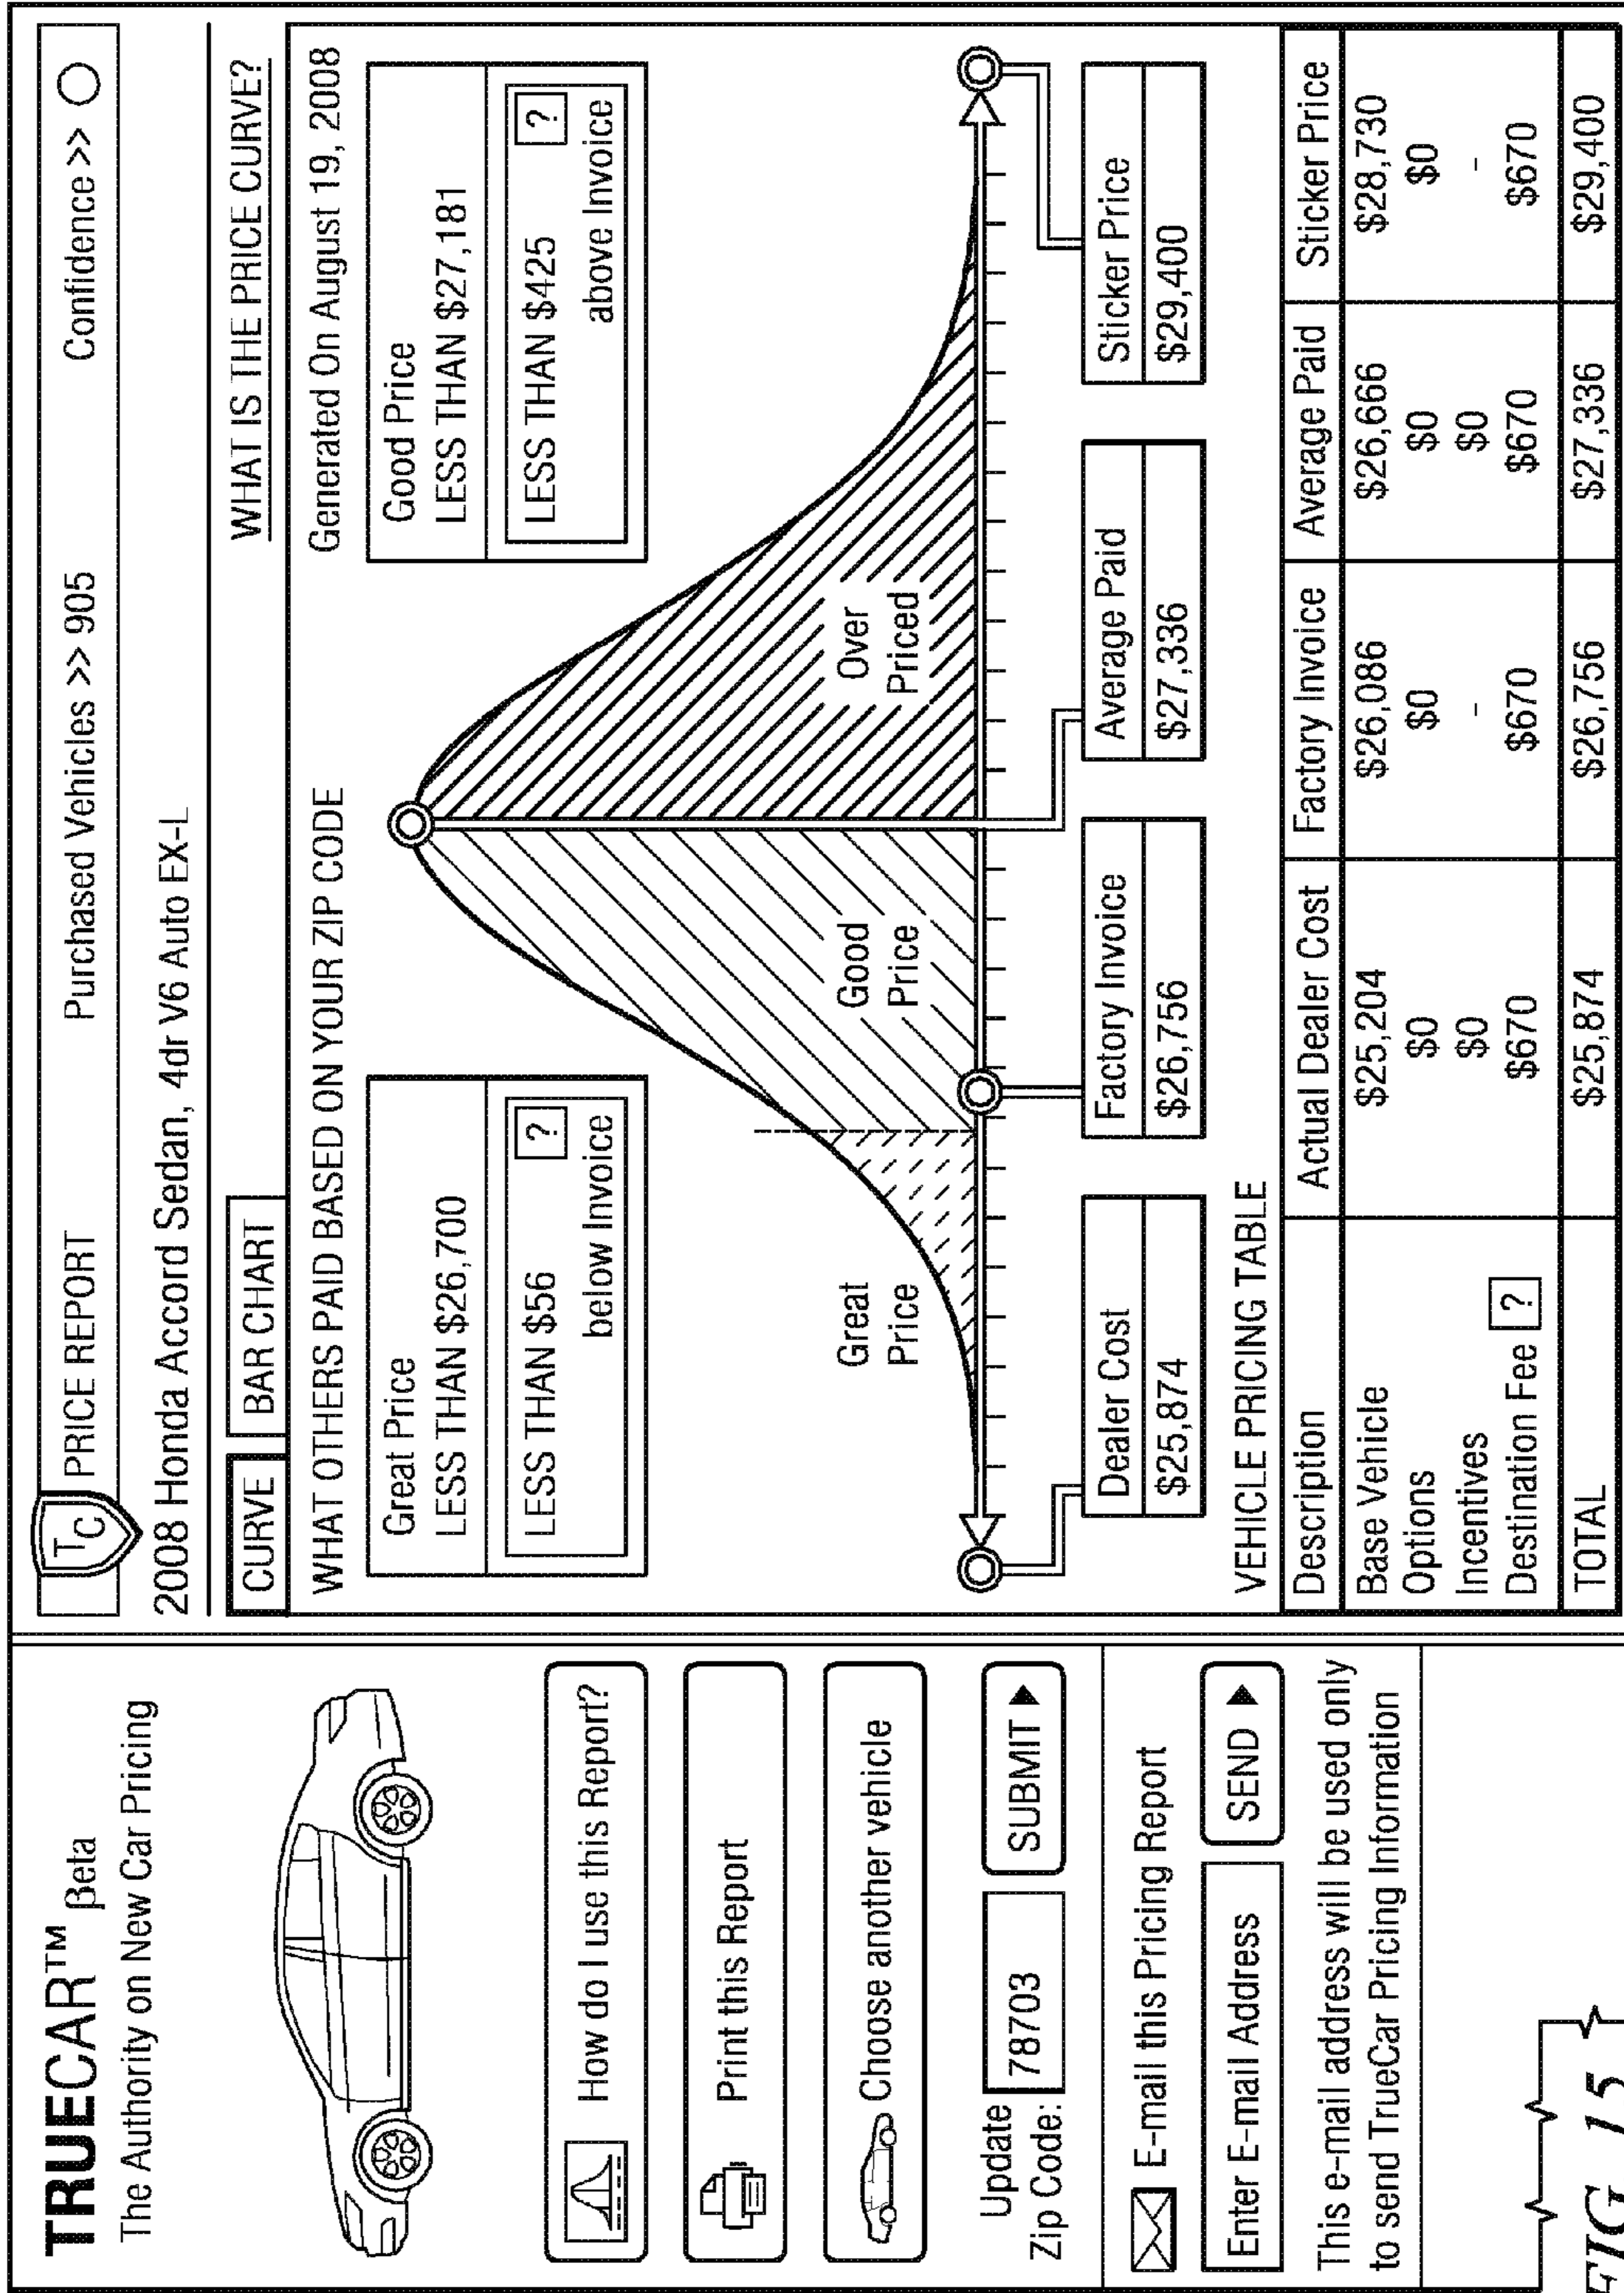 TRUECAR™ βeta
The Authority on New Car Pricing
How do I use this Report?
Print this Report
Choose another vehicle
Update
Zip Code:
78703
SUBMIT
E-mail this Pricing Report
Enter E-mail Address
SEND
This e-mail address will be used only
to send TrueCar Pricing Information
TC PRICE REPORT Purchased Vehicles >> 905 Confidence >>
2008 Honda Accord Sedan, 4dr V6 Auto EX-L
CURVE BAR CHART WHAT IS THE PRICE CURVE?
WHAT OTHERS PAID BASED ON YOUR ZIP CODE Generated On August 19, 2008
Great Price
LESS THAN $26,700
LESS THAN $56 ?
below Invoice
Good Price
LESS THAN $27,181
LESS THAN $425 ?
above Invoice
Great
Price
Good
Price
Over
Priced
Dealer Cost
$25,874
Factory Invoice
$26,756
Average Paid
$27,336
Sticker Price
$29,400
VEHICLE PRICING TABLE
Description Actual Dealer Cost Factory Invoice Average Paid Sticker Price
Base Vehicle $25,204 $26,086 $26,666 $28,730
Options $0 $0 $0 $0
Incentives $0 - $0 -
Destination Fee ? $670 $670 $670 $670
TOTAL $25,874 $26,756 $27,336 $29,400
FIG. 15